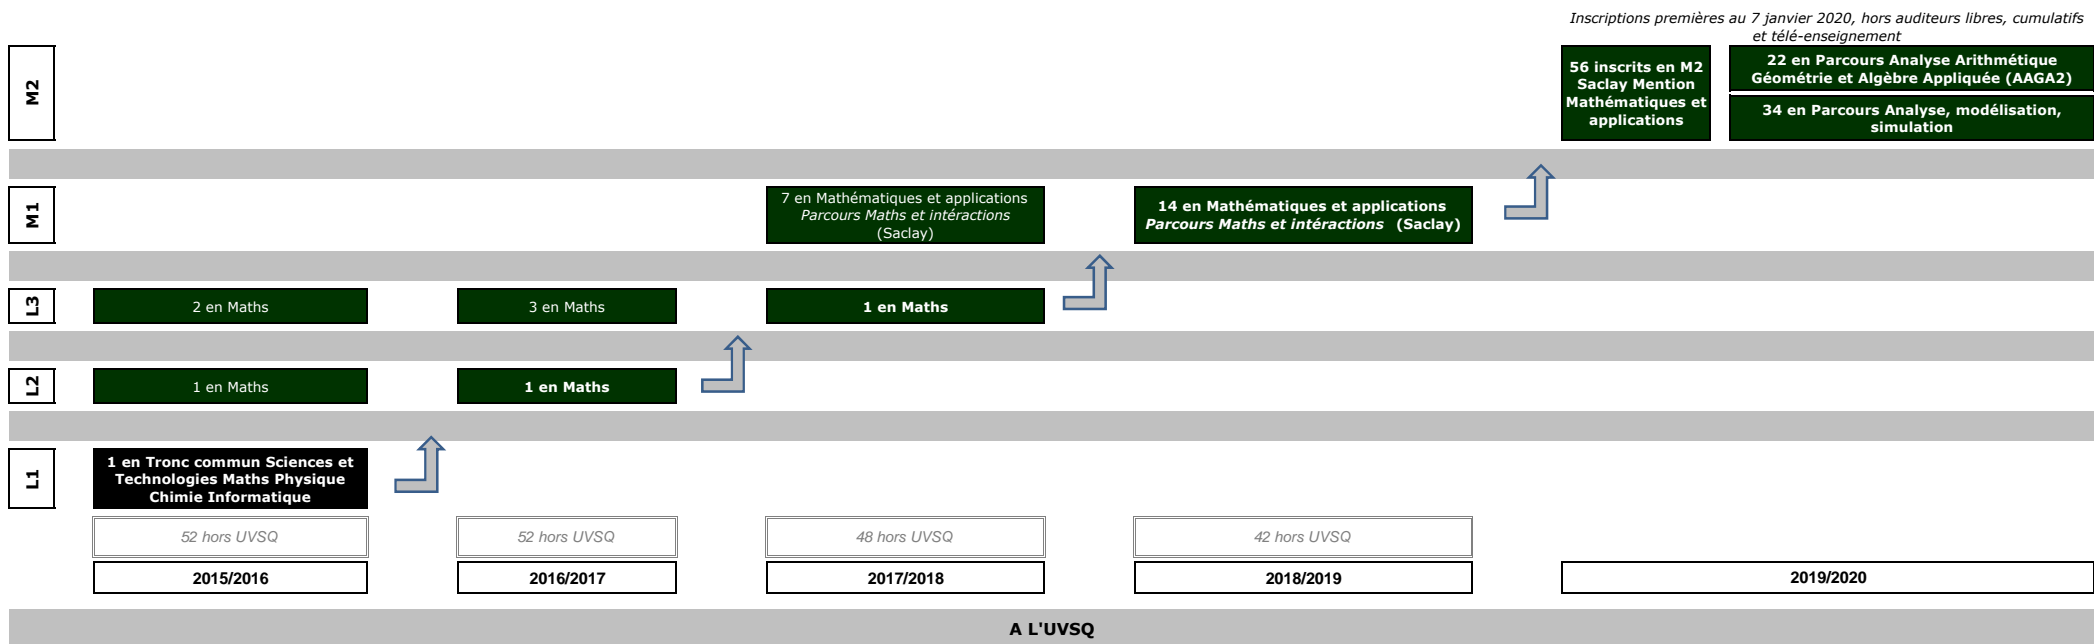 Inscriptions premières au 7 janvier 2020, hors auditeurs libres, cumulatifs
et télé-enseignement
M2
56 inscrits en M2
Saclay Mention
Mathématiques et
applications
22 en Parcours Analyse Arithmétique
Géométrie et Algèbre Appliquée (AAGA2)
34 en Parcours Analyse, modélisation,
simulation
M1
7 en Mathématiques et applications
Parcours Maths et intéractions
(Saclay)
14 en Mathématiques et applications
Parcours Maths et intéractions (Saclay)
L3
2 en Maths
3 en Maths
1 en Maths
L2
1 en Maths
1 en Maths
L1
1 en Tronc commun Sciences et
Technologies Maths Physique
Chimie Informatique
52 hors UVSQ
52 hors UVSQ
48 hors UVSQ
42 hors UVSQ
2015/2016
2016/2017
2017/2018
2018/2019
2019/2020
A L'UVSQ